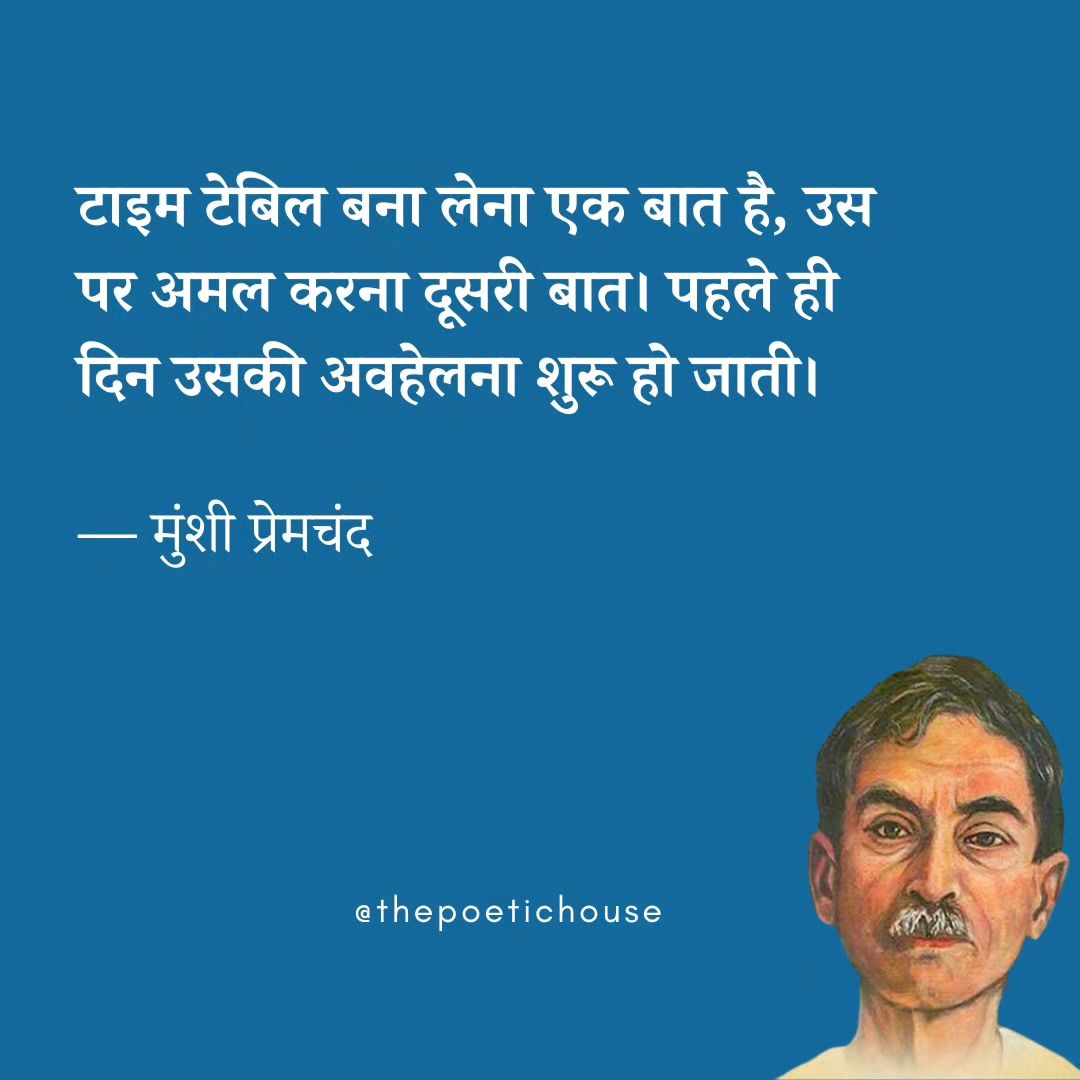 टाइम टेबिल बना लेना एक बात है, उस
पर अमल करना दूसरी बात। पहले ही
दिन उसकी अवहेलना शुरू हो जाती।
— मुंशी प्रेमचंद
@thepoetichouse